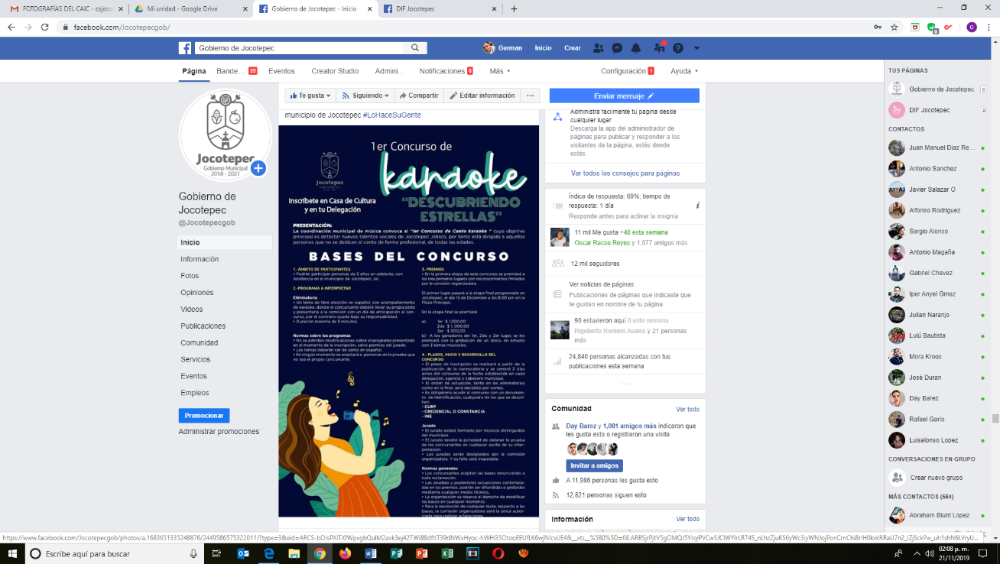 FOTOGRAFÍAS DEL CAIC - csjoco
Mi unidad - Google Drive
Gobierno de Jocotepec - Inicio
DIF Jocotepec
facebook.com/Jocotepecgob/
Gobierno de Jocotepec
German
Inicio
Crear
Página
Bande... 35
Eventos
Creator Studio
Admini...
Notificaciones 8
Más
Configuración 1
Ayuda
Jocotepec
Gobierno Municipal
2018 - 2021
Gobierno de
Jocotepec
@Jocotepecgob
Inicio
Información
Fotos
Opiniones
Videos
Publicaciones
Comunidad
Servicios
Eventos
Empleos
Promocionar
Administrar promociones
Te gusta
Siguiendo
Compartir
Editar información
Enviar mensaje
municipio de Jocotepec #LoHaceSuGente
1er Concurso de
karaoke
"DESCUBRIENDO
ESTRELLAS"
Jocotepec
Inscríbete en Casa de Cultura
y en tu Delegación
PRESENTACIÓN:
La coordinación municipal de música convoca al "1er Concurso de Canto karaoke " cuyo objetivo
principal es detectar nuevos talentos vocales de Jocotepec Jalisco, por tanto está dirigido a aquellas
personas que no se dedican al canto de forma profesional, de todas las edades.
BASES DEL CONCURSO
1.-ÁMBITO DE PARTICIPANTES
• Podrán participar personas de 5 años en adelante, con
residencia en el municipio de Jocotepec Jal.
2.-PROGRAMA A INTERPRETAR
Eliminatoria
• Un tema de libre elección en español, con acompañamiento
de karaoke, donde el concursante deberá llevar su propia pista
y presentarla a la comisión con un día de anticipación al con-
curso, por el contrario queda bajo su responsabilidad.
• Duración máxima de 5 minutos.
Normas sobre los programas
• No se admiten modificaciones sobre el programa presentado
en el momento de la inscripción, salvo permiso del jurado.
• Los temas deberán ser de canto en español.
• En ningún momento se aceptará a personas en la prueba que
no sea el propio concursante.
3.-PREMIOS
• En la primera etapa de este concurso se premiará a
los tres primeros lugares con reconocimientos firmados
por la comisión organizadora.
El primer lugar pasará a la etapa final programada en
Jocotepec, el día 15 de Diciembre a las 8:00 pm en la
Plaza Principal.
En la etapa final se premiará
a) 1er $ 1,500.00
2do $ 1, 000.00
3er $ 500,00
b) A los ganadores del 1er, 2do y 3er lugar, se les
premiará con la grabación de un disco, en estudio
con 3 temas musicales.
4.- PLAZOS, INICIO Y DESARROLLO DEL
CONCURSO.
• El plazo de inscripción se realizará a partir de la
publicación de la convocatoria y se cerrará 2 días
antes del concurso de la fecha establecida en cada
delegación, agencia y cabecera municipal.
• El orden de actuación, tanto en las eliminatorias
como en la final, será decidido por sorteo.
• Es obligatorio acudir al concurso con un documen-
to de identificación, cualquiera de los que se descri-
ben.
- CURP
- CREDENCIAL O CONSTANCIA
- INE
Jurado
• El jurado estará formado por músicos distinguidos
del municipio.
• El jurado tendrá la potestad de detener la prueba
de los concursantes en cualquier punto de su inter-
pretación.
• Los jurados serán designados por la comisión
organizadora. Y su fallo será inapelable.
Normas generales
• Los concursantes aceptan las bases renunciando a
toda reclamación.
• Las pruebas y posteriores actuaciones contempla-
das en los premios, podrán ser difundidas o grabadas
mediante cualquier medio técnico.
• La organización se reserva el derecho de modificar
las bases en cualquier momento.
• Para la resolución de cualquier duda, respecto a las
bases, la comisión organizadora será la única autor-
izada para realizar aclaraciones.
Administra fácilmente tu página desde
cualquier lugar
Descarga la app del administrador de
páginas para publicar y responder a los
visitantes de la página, estés donde
estés.
Ver todos los consejos para páginas
Índice de respuesta: 69%; tiempo de
respuesta: 1 día
Responde antes para activar la insignia
11 mil Me gusta +48 esta semana
Oscar Racso Reyes y 1,077 amigos más
12 mil seguidores
Ver noticias de páginas
Publicaciones de páginas que indicaste que
te gustan en nombre de tu página
90 estuvieron aquí 0 esta semana
Rigoberto Romero Avalos y 21 personas
más
24,840 personas alcanzadas con tus
publicaciones esta semana
Comunidad
Ver todo
Day Barez y 1,081 amigos más indicaron que
les gusta esto o registraron una visita
Invitar a amigos
A 11,986 personas les gusta esto
12,821 personas siguen esto
Información
Ver todo
TUS PÁGINAS
Gobierno de Jocotepec 8
DIF Jocotepec 9
CONTACTOS
Juan Manuel Diaz Re...
Antonio Sanchez
Javier Salazar O
Alfonso Rodriguez
Sergio Alonso
Antonio Magaña
Gabriel Chavez
Iper Anyel Gmez
Julian Naranjo
Lulú Bautista
Mora Kroos
José Duran
Day Barez
Rafael Garlo
Luisalonso Lopez
CONVERSACIONES EN GRUPO
Crear nuevo grupo
MÁS CONTACTOS (564)
Abraham Blunt Lopez
Escribe aquí para buscar
02:08 p. m.
21/11/2019